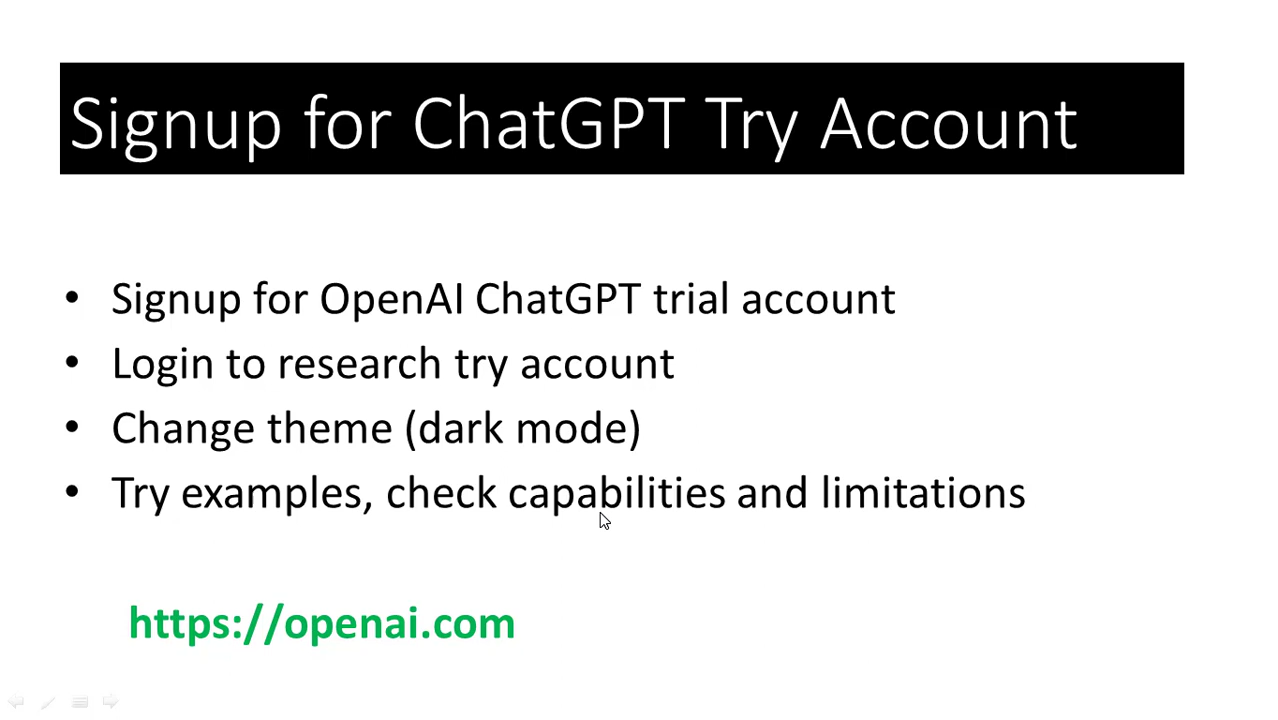 Signup for ChatGPT Try Account
• Signup for OpenAI ChatGPT trial account
• Login to research try account
• Change theme (dark mode)
• Try examples, check capabilities and limitations
https://openai.com